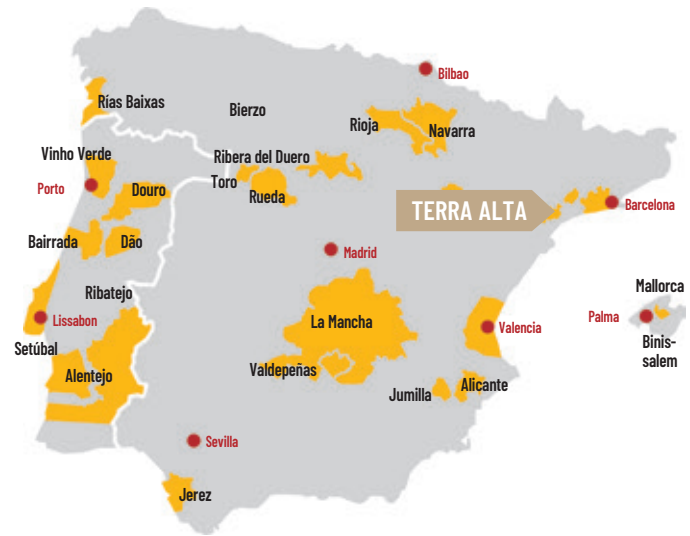 Bilbao
Rías Baixas
Bierzo
Rioja
Navarra
Vinho Verde
Ribera del Duero
Toro
Porto
Douro
Rueda
TERRA ALTA
Barcelona
Bairrada
Dão
Madrid
Ribatejo
Mallorca
Lissabon
La Mancha
Valencia
Palma
Setúbal
Binis-
salem
Alentejo
Valdepeñas
Jumilla
Alicante
Sevilla
Jerez